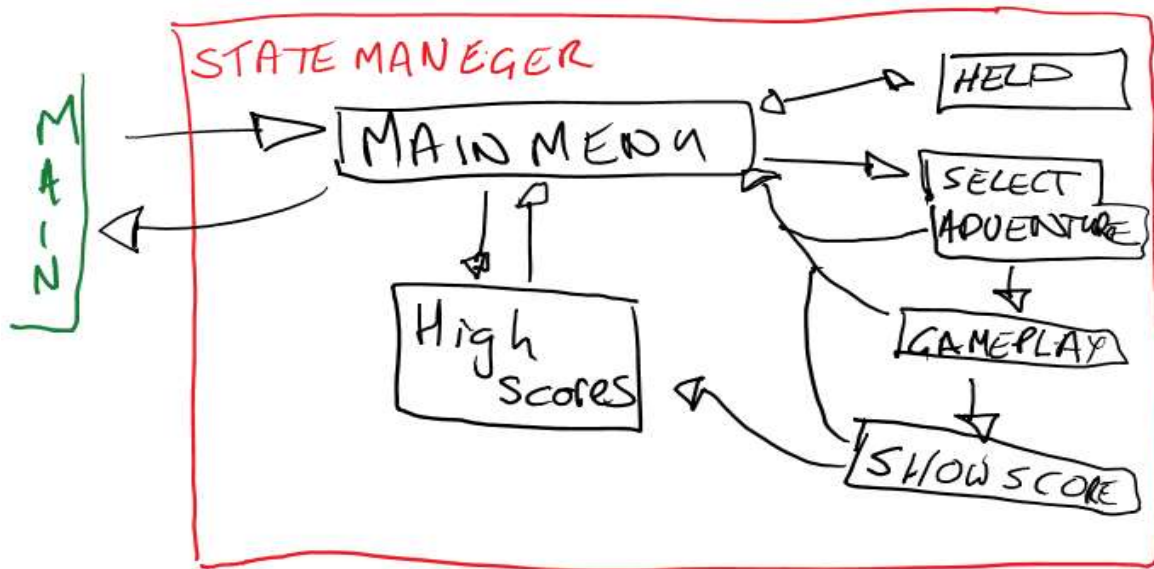 STATE MANEGER
HELP
MAIN
MAIN MENU
SELECT
ADVENTURE
High
scores
GAMEPLAY
SHOW SCORE